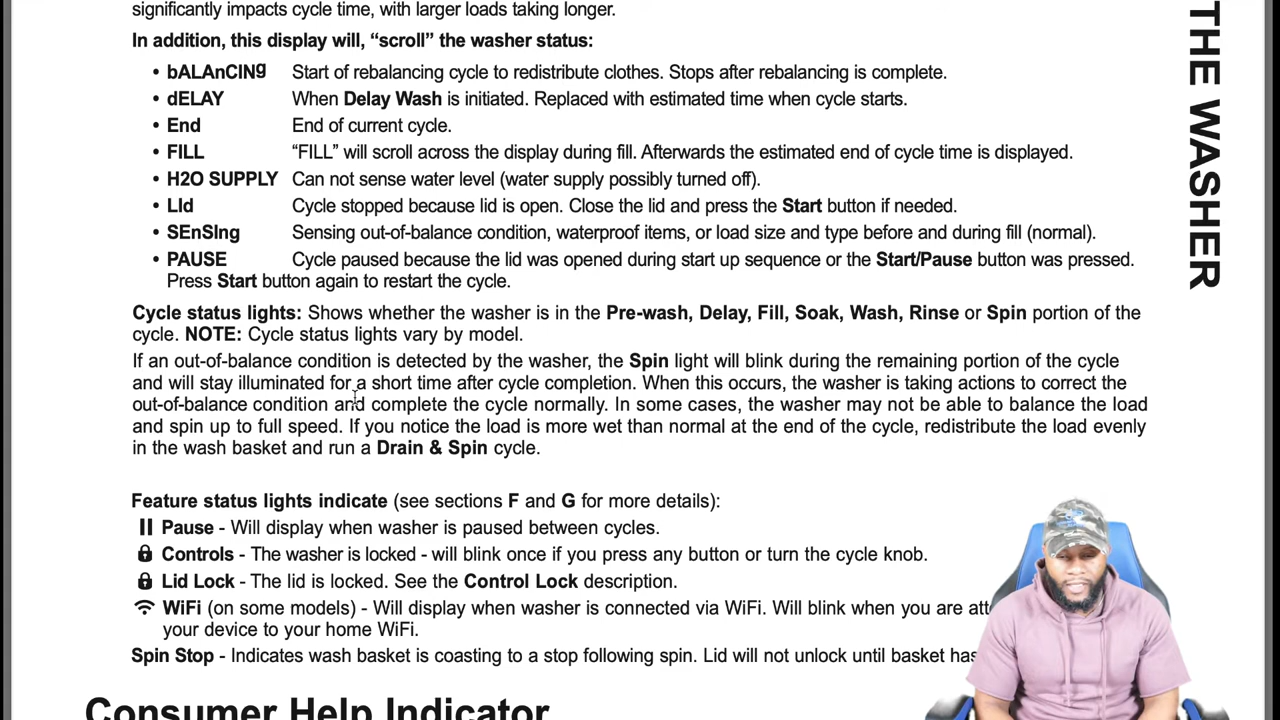 significantly impacts cycle time, with larger loads taking longer.
In addition, this display will, “scroll” the washer status:
• bALAnCINg Start of rebalancing cycle to redistribute clothes. Stops after rebalancing is complete.
• dELAY When Delay Wash is initiated. Replaced with estimated time when cycle starts.
• End End of current cycle.
• FILL “FILL” will scroll across the display during fill. Afterwards the estimated end of cycle time is displayed.
• H2O SUPPLY Can not sense water level (water supply possibly turned off).
• LId Cycle stopped because lid is open. Close the lid and press the Start button if needed.
• SEnSIng Sensing out-of-balance condition, waterproof items, or load size and type before and during fill (normal).
• PAUSE Cycle paused because the lid was opened during start up sequence or the Start/Pause button was pressed.
Press Start button again to restart the cycle.
Cycle status lights: Shows whether the washer is in the Pre-wash, Delay, Fill, Soak, Wash, Rinse or Spin portion of the
cycle. NOTE: Cycle status lights vary by model.
If an out-of-balance condition is detected by the washer, the Spin light will blink during the remaining portion of the cycle
and will stay illuminated for a short time after cycle completion. When this occurs, the washer is taking actions to correct the
out-of-balance condition and complete the cycle normally. In some cases, the washer may not be able to balance the load
and spin up to full speed. If you notice the load is more wet than normal at the end of the cycle, redistribute the load evenly
in the wash basket and run a Drain & Spin cycle.
Feature status lights indicate (see sections F and G for more details):
Pause - Will display when washer is paused between cycles.
Controls - The washer is locked - will blink once if you press any button or turn the cycle knob.
Lid Lock - The lid is locked. See the Control Lock description.
WiFi (on some models) - Will display when washer is connected via WiFi. Will blink when you are att
your device to your home WiFi.
Spin Stop - Indicates wash basket is coasting to a stop following spin. Lid will not unlock until basket has
Consumer Help Indicator
THE WASHER